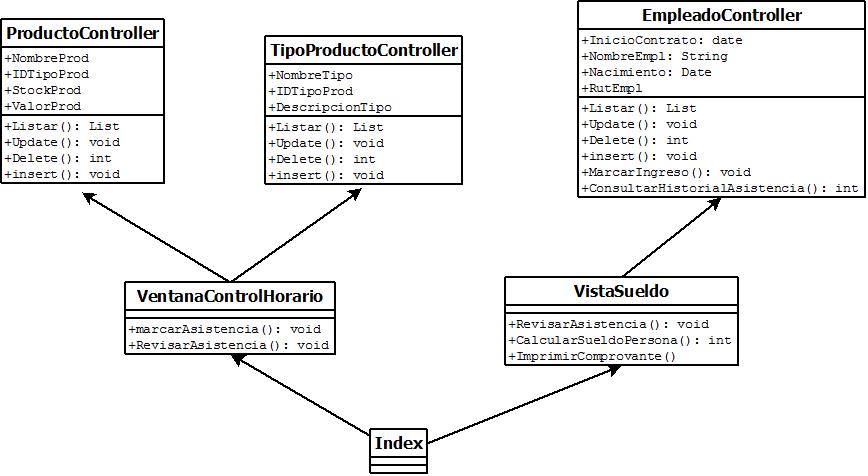 ProductoController
+NombreProd
+IDTipoProd
+StockProd
+ValorProd
+Listar(): List
+Update(): void
+Delete(): int
+insert(): void
TipoProductoController
+NombreTipo
+IDTipoProd
+DescripcionTipo
+Listar(): List
+Update(): void
+Delete(): int
+insert(): void
EmpleadoController
+InicioContrato: date
+NombreEmpl: String
+Nacimiento: Date
+RutEmpl
+Listar(): List
+Update(): void
+Delete(): int
+insert(): void
+MarcarIngreso(): void
+ConsultarHistorialAsistencia(): int
VentanaControlHorario
+marcarAsistencia(): void
+RevisarAsistencia(): void
VistaSueldo
+RevisarAsistencia(): void
+CalcularSueldoPersona(): int
+ImprimirComprovante()
Index